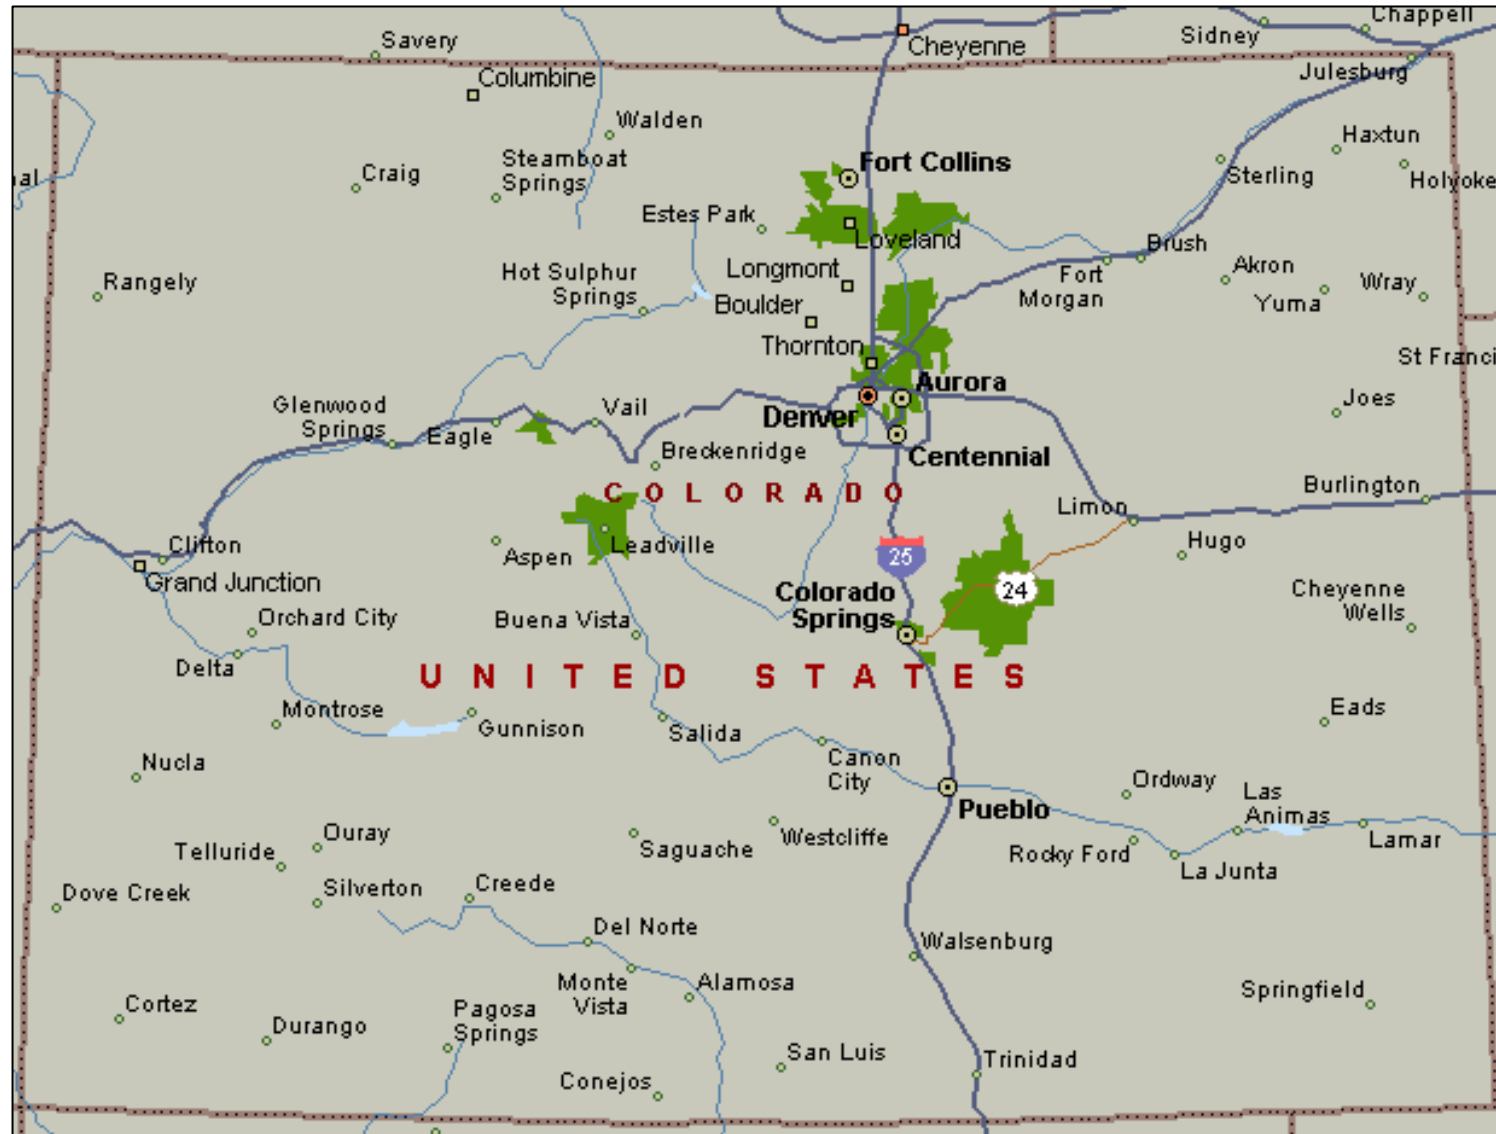 Chappell
Sidney
Savery
Cheyenne
Julesburg
Columbine
Walden
Haxtun
Steamboat
Springs
Fort Collins
Craig
Sterling
Holyoke
al
Estes Park
Loveland
Brush
Hot Sulphur
Springs
Longmont
Fort
Morgan
Akron
Rangely
Boulder
Yuma
Wray
Thornton
St Franci
Aurora
Glenwood
Springs
Vail
Joes
Denver
Eagle
Breckenridge
Centennial
COLORADO
Burlington
Limon
Clifton
Aspen
Leadville
25
Hugo
Grand Junction
Colorado
Springs
24
Cheyenne
Wells
Orchard City
Buena Vista
Delta
UNITED STATES
Montrose
Gunnison
Salida
Eads
Nucla
Canon
City
Ordway
Las
Animas
Pueblo
Ouray
Westcliffe
Telluride
Saguache
Rocky Ford
Lamar
La Junta
Dove Creek
Silverton
Creede
Del Norte
Walsenburg
Monte
Vista
Alamosa
Springfield
Cortez
Pagosa
Springs
Durango
San Luis
Trinidad
Conejos